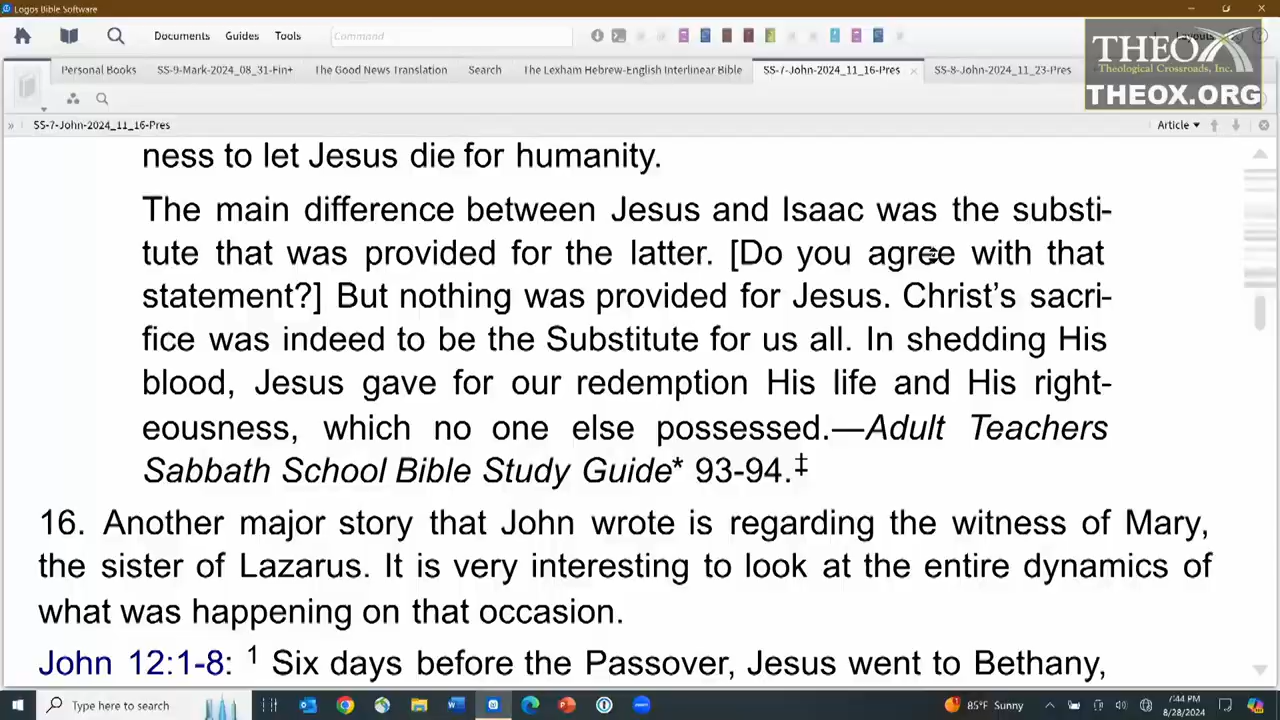 Logos Bible Software
Documents Guides Tools Command
THEOX
Theological Crossroads, Inc.
THEOX.ORG
Personal Books SS-9-Mark-2024_08_31-Fin+ The Good News The Lexham Hebrew-English Interlinear Bible SS-7-John-2024_11_16-Pres SS-8-John-2024_11_23-Pres
SS-7-John-2024_11_16-Pres Article
ness to let Jesus die for humanity.
The main difference between Jesus and Isaac was the substi-
tute that was provided for the latter. [Do you agree with that
statement?] But nothing was provided for Jesus. Christ's sacri-
fice was indeed to be the Substitute for us all. In shedding His
blood, Jesus gave for our redemption His life and His right-
eousness, which no one else possessed.—Adult Teachers
Sabbath School Bible Study Guide* 93-94.‡
16. Another major story that John wrote is regarding the witness of Mary,
the sister of Lazarus. It is very interesting to look at the entire dynamics of
what was happening on that occasion.
John 12:1-8: 1 Six days before the Passover, Jesus went to Bethany,
Type here to search 85°F Sunny 7:44 PM
8/28/2024